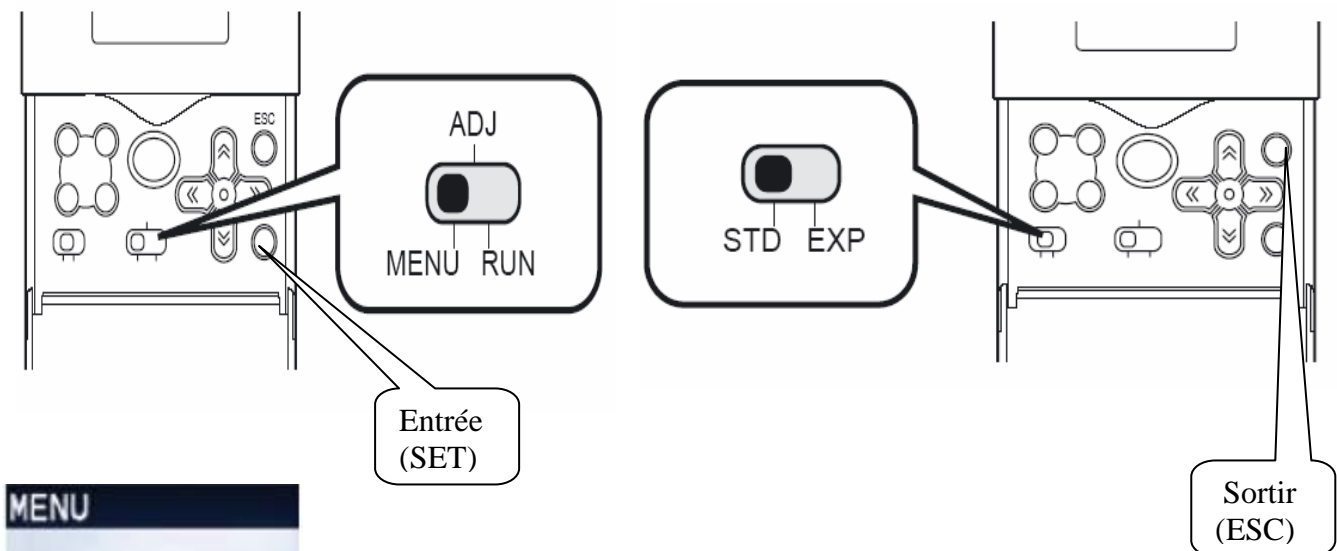 ESC
ADJ
MENU RUN
STD EXP
Entrée
(SET)
Sortir
(ESC)
MENU